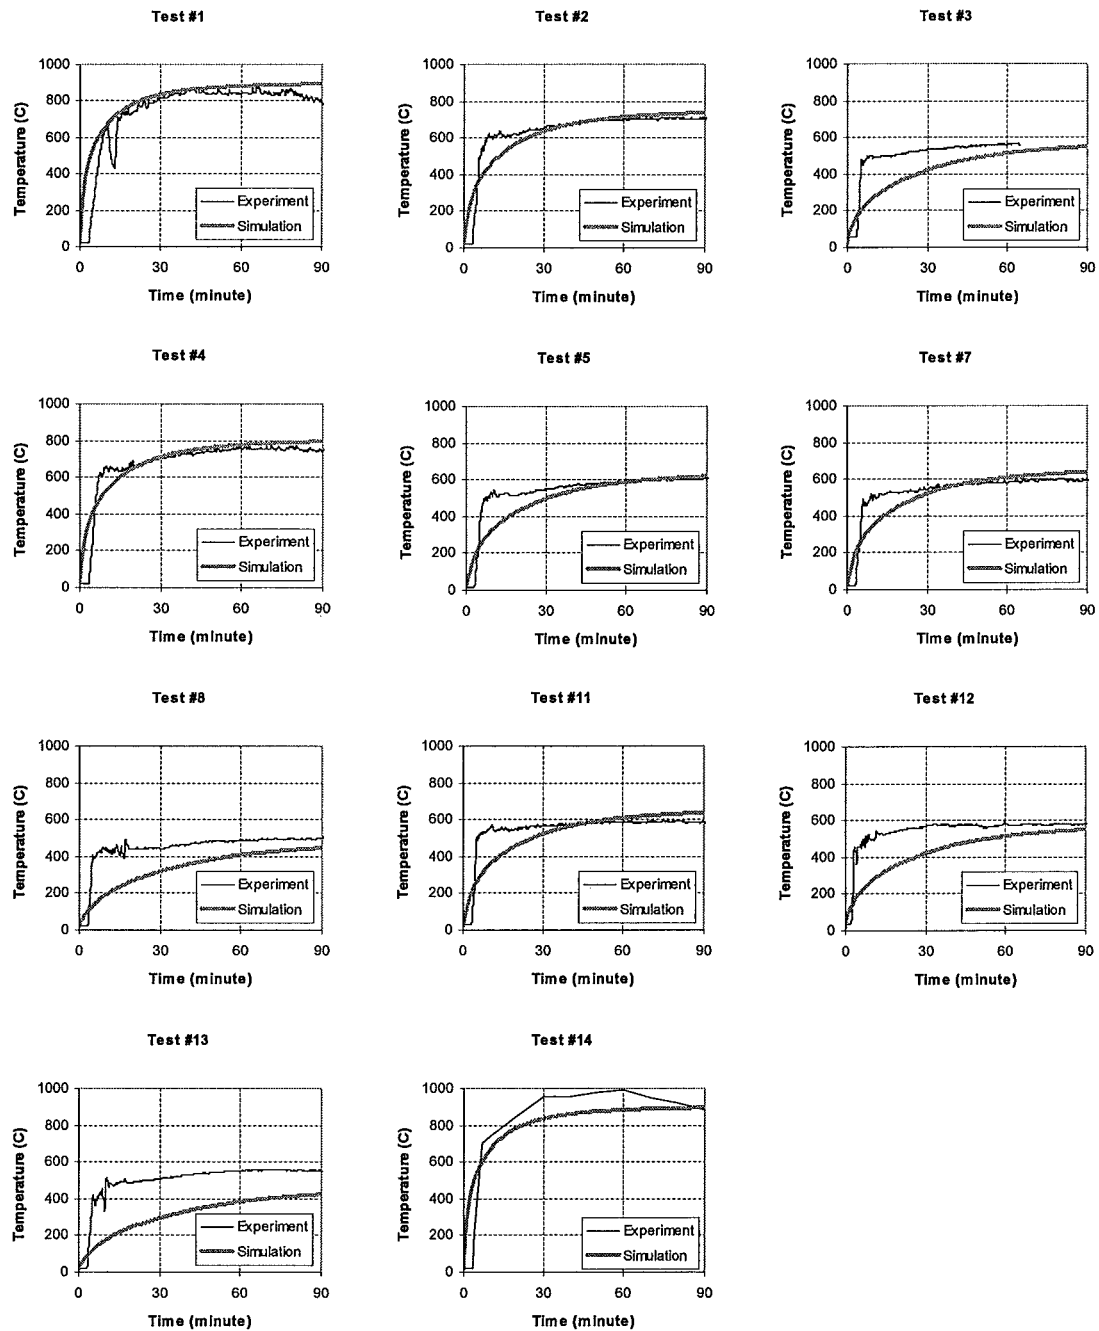 Test #1
Test #2
Test #3
1000
800
600
400
200
0
Temperature (C)
Experiment
Simulation
0 30 60 90
Time (minute)
1000
800
600
400
200
0
Temperature (C)
Experiment
Simulation
0 30 60 90
Time (minute)
1000
800
600
400
200
0
Temperature (C)
Experiment
Simulation
0 30 60 90
Time (minute)
Test #4
Test #5
Test #7
1000
800
600
400
200
0
Temperature (C)
Experiment
Simulation
0 30 60 90
Time (minute)
1000
800
600
400
200
0
Temperature (C)
Experiment
Simulation
0 30 60 90
Time (minute)
1000
800
600
400
200
0
Temperature (C)
Experiment
Simulation
0 30 60 90
Time (minute)
Test #8
Test #11
Test #12
1000
800
600
400
200
0
Temperature (C)
Experiment
Simulation
0 30 60 90
Time (minute)
1000
800
600
400
200
0
Temperature (C)
Experiment
Simulation
0 30 60 90
Time (minute)
1000
800
600
400
200
0
Temperature (C)
Experiment
Simulation
0 30 60 90
Time (minute)
Test #13
Test #14
1000
800
600
400
200
0
Temperature (C)
Experiment
Simulation
0 30 60 90
Time (minute)
1000
800
600
400
200
0
Temperature (C)
Experiment
Simulation
0 30 60 90
Time (minute)